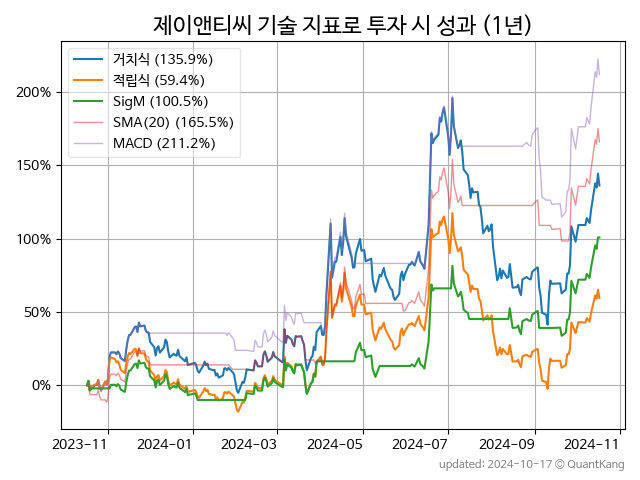 제이앤티씨 기술 지표로 투자 시 성과 (1년)
거치식 (135.9%)
적립식 (59.4%)
SigM (100.5%)
SMA(20) (165.5%)
MACD (211.2%)
200%
150%
100%
50%
0%
2023-11 2024-01 2024-03 2024-05 2024-07 2024-09 2024-11
updated: 2024-10-17 © QuantKang